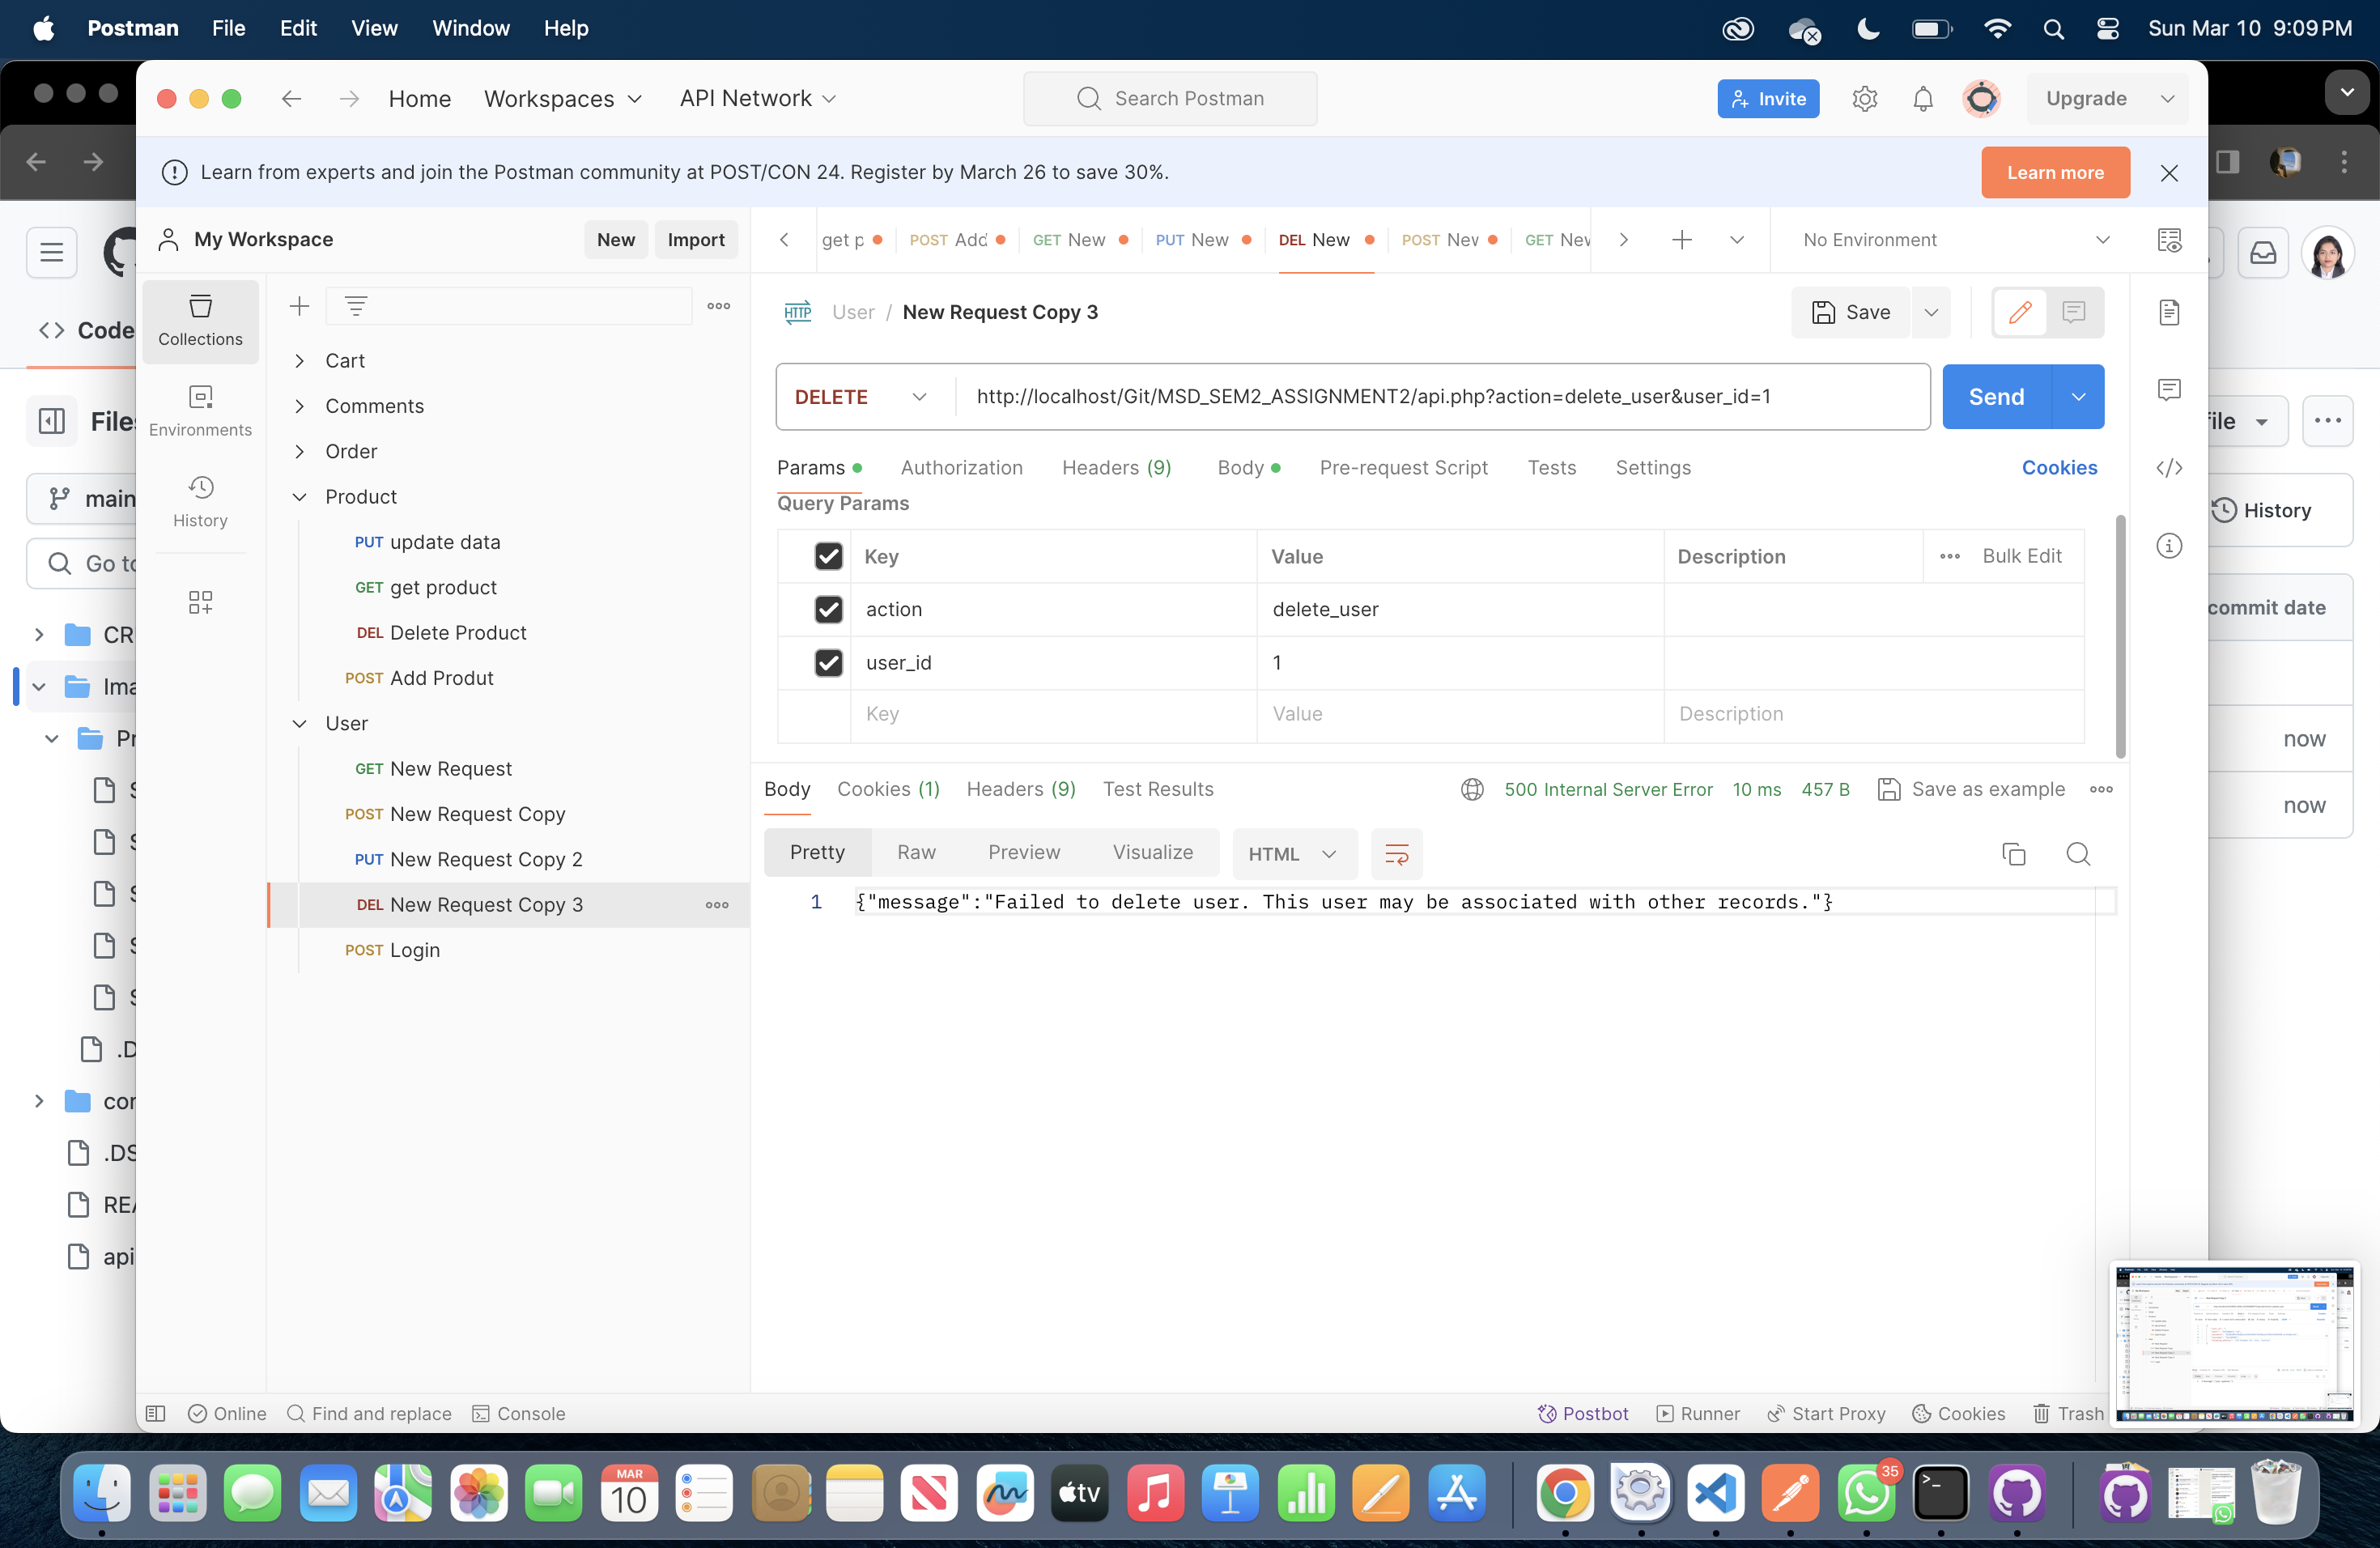 Postman File Edit View Window Help
Sun Mar 10 9:09 PM
Home Workspaces API Network
Search Postman
Invite
Upgrade
Learn from experts and join the Postman community at POST/CON 24. Register by March 26 to save 30%.
Learn more
My Workspace
New Import
get p
POST Add
GET New
PUT New
DEL New
POST New
GET New
No Environment
Collections
Environments
History
Cart
Comments
Order
Product
PUT update data
GET get product
DEL Delete Product
POST Add Produt
User
GET New Request
POST New Request Copy
PUT New Request Copy 2
DEL New Request Copy 3
POST Login
HTTP User / New Request Copy 3
Save
DELETE http://localhost/Git/MSD_SEM2_ASSIGNMENT2/api.php?action=delete_user&user_id=1
Send
Params Authorization Headers (9) Body Pre-request Script Tests Settings
Cookies
Query Params
Key Value Description Bulk Edit
action delete_user
user_id 1
Key Value Description
Body Cookies (1) Headers (9) Test Results
500 Internal Server Error 10 ms 457 B Save as example
Pretty Raw Preview Visualize HTML
1 {"message":"Failed to delete user. This user may be associated with other records."}
Online Find and replace Console
Postbot Runner Start Proxy Cookies Trash
Code
Files
main
Go to
CR
Ima
Pr
.D
cor
.DS
REA
api
file
History
commit date
now
now
MAR
10
tv
35